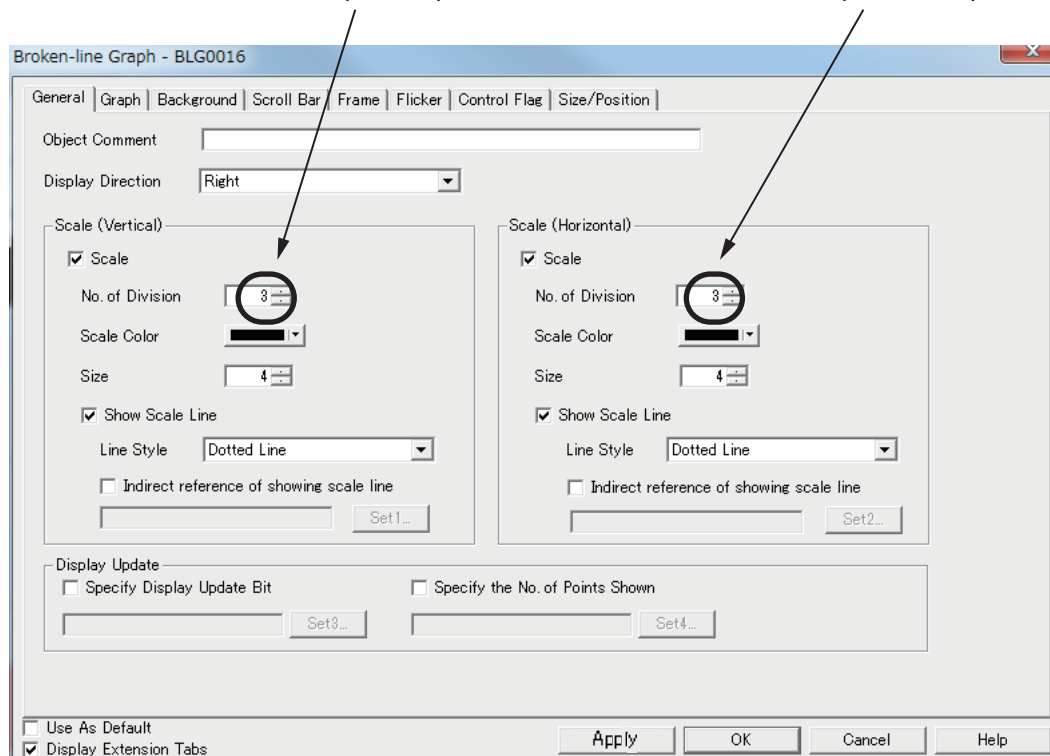 Broken-line Graph - BLG0016
General Graph Background Scroll Bar Frame Flicker Control Flag Size/Position
Object Comment
Display Direction Right
Scale (Vertical)
Scale
No. of Division 3
Scale Color
Size 4
Show Scale Line
Line Style Dotted Line
Indirect reference of showing scale line
Set1...
Scale (Horizontal)
Scale
No. of Division 3
Scale Color
Size 4
Show Scale Line
Line Style Dotted Line
Indirect reference of showing scale line
Set2...
Display Update
Specify Display Update Bit Specify the No. of Points Shown
Set3... Set4...
Use As Default
Display Extension Tabs
Apply OK Cancel Help